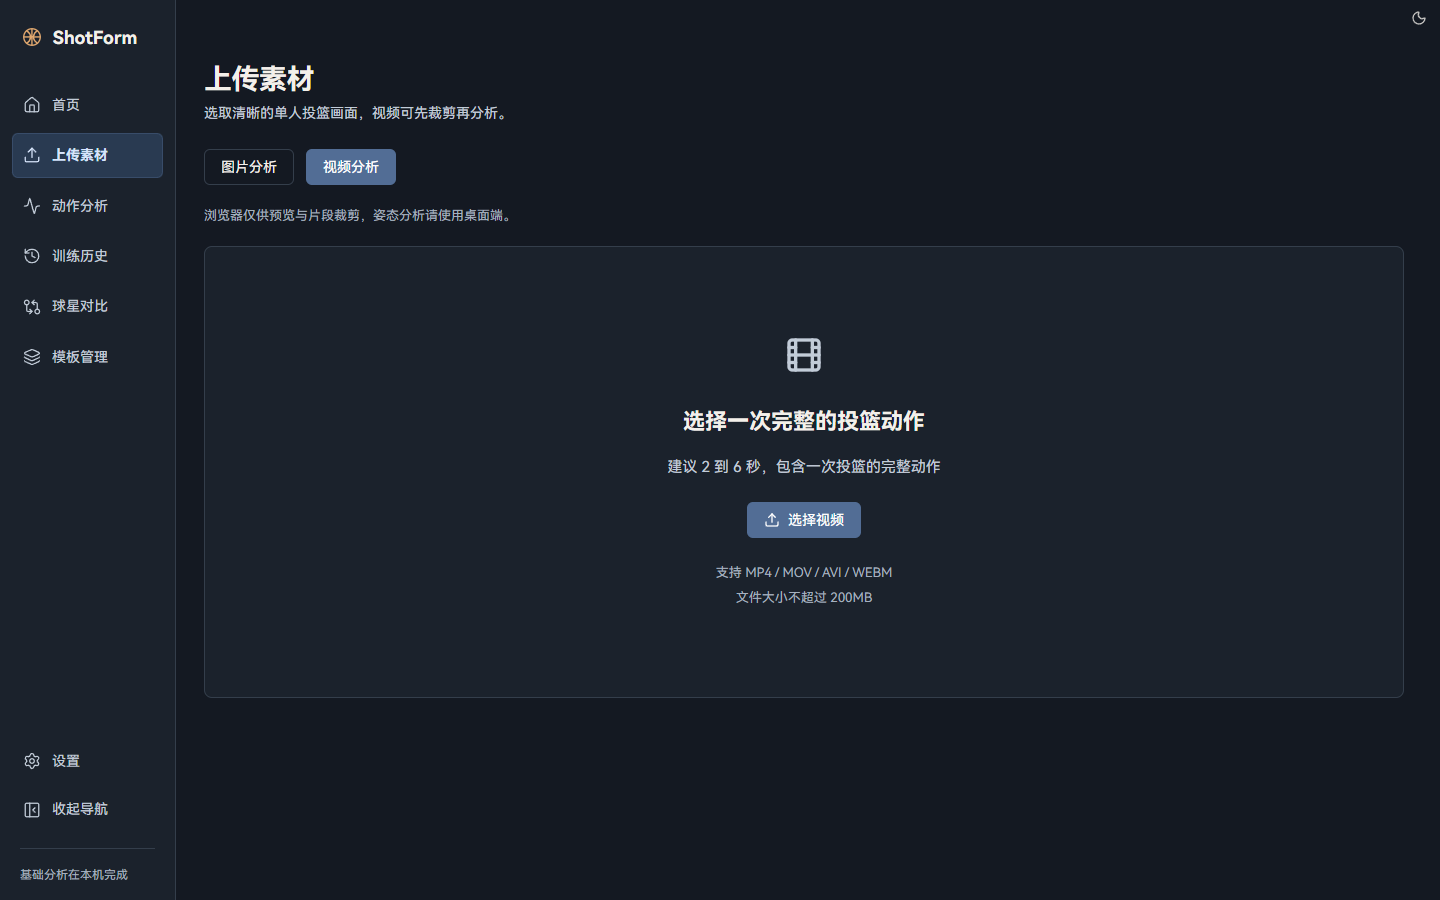 ShotForm
首页
上传素材
动作分析
训练历史
球星对比
模板管理
设置
收起导航
基础分析在本机完成
上传素材
选取清晰的单人投篮画面，视频可先裁剪再分析。
图片分析
视频分析
浏览器仅供预览与片段裁剪，姿态分析请使用桌面端。
选择一次完整的投篮动作
建议 2 到 6 秒，包含一次投篮的完整动作
选择视频
支持 MP4 / MOV / AVI / WEBM
文件大小不超过 200MB